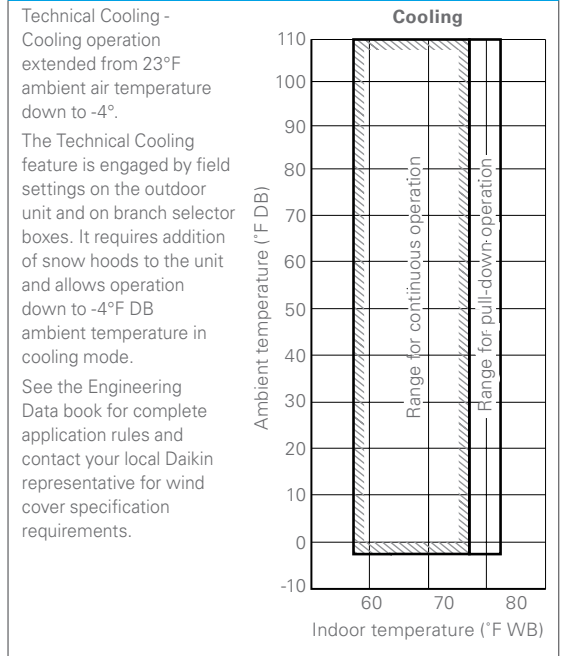 Technical Cooling -
Cooling operation
extended from 23°F
ambient air temperature
down to -4°.
The Technical Cooling
feature is engaged by field
settings on the outdoor
unit and on branch selector
boxes. It requires addition
of snow hoods to the unit
and allows operation
down to -4°F DB
ambient temperature in
cooling mode.
See the Engineering
Data book for complete
application rules and
contact your local Daikin
representative for wind
cover specification
requirements.
Cooling
Ambient temperature (˚F DB)
110
100
90
80
70
60
50
40
30
20
10
0
-10
Range for continuous operation
Range for pull-down operation
60 70 80
Indoor temperature (˚F WB)